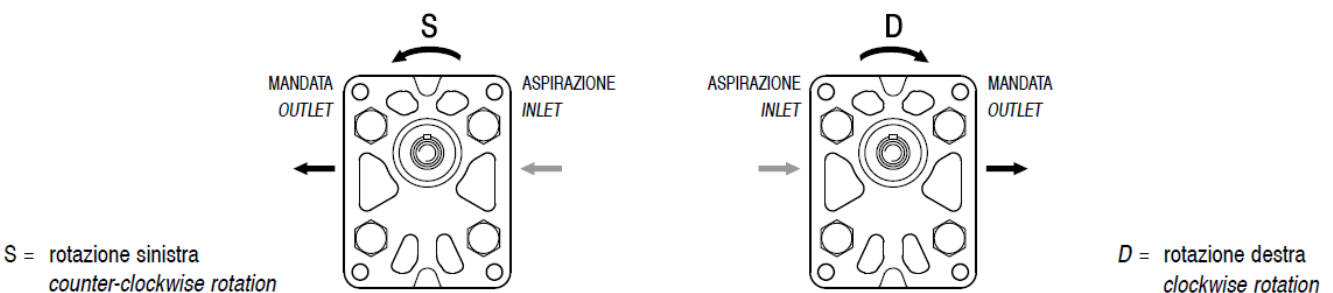 S
MANDATA
OUTLET
ASPIRAZIONE
INLET
S = rotazione sinistra
counter-clockwise rotation
D
ASPIRAZIONE
INLET
MANDATA
OUTLET
D = rotazione destra
clockwise rotation